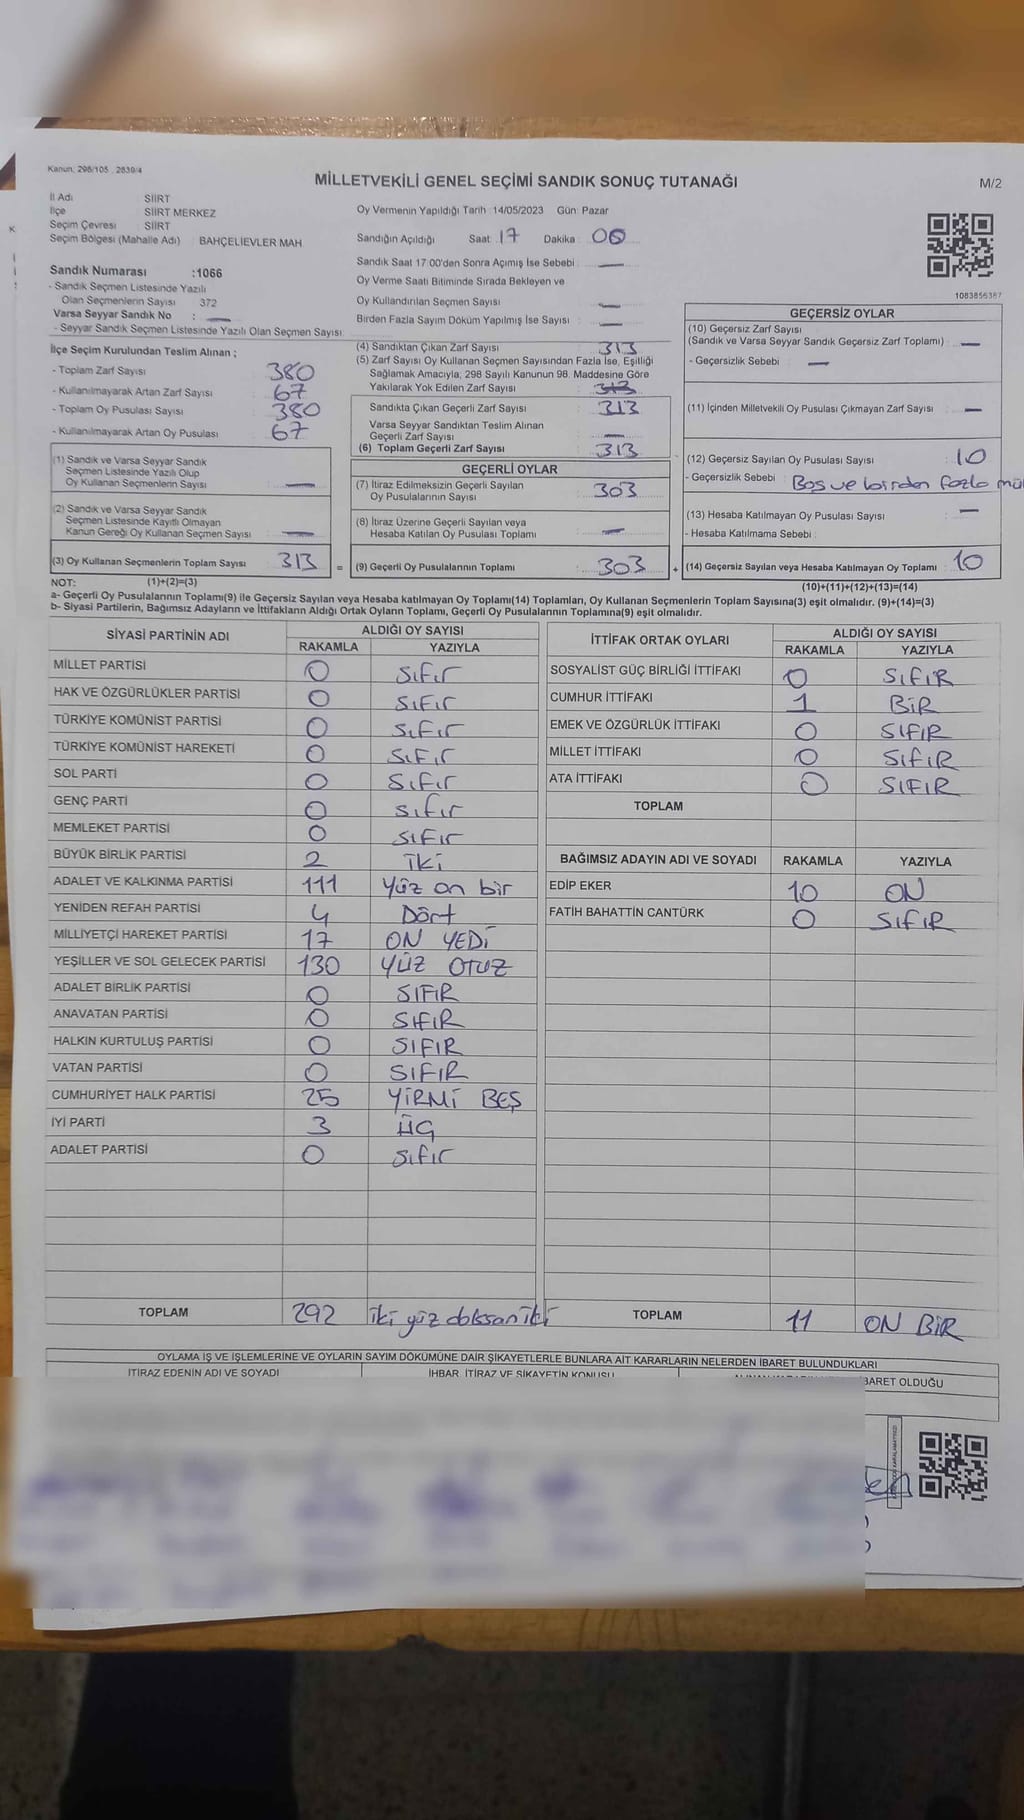 Kanun: 298/105 , 2839/4
MİLLETVEKİLİ GENEL SEÇİMİ SANDIK SONUÇ TUTANAĞI
M/2
İl Adı SİİRT
İlçe SİİRT MERKEZ
Seçim Çevresi SİİRT
Seçim Bölgesi (Mahalle Adı) BAHÇELİEVLER MAH
Sandık Numarası :1066
- Sandık Seçmen Listesinde Yazılı
Olan Seçmenlerin Sayısı 372
Varsa Seyyar Sandık No : —
- Seyyar Sandık Seçmen Listesinde Yazılı Olan Seçmen Sayısı:
Oy Vermenin Yapıldığı Tarih :14/05/2023 Gün: Pazar
Sandığın Açıldığı Saat: 17 Dakika: 00
Sandık Saat 17:00'den Sonra Açımış İse Sebebi : —
Oy Verme Saati Bitiminde Sırada Bekleyen ve
Oy Kullandırılan Seçmen Sayısı : —
Birden Fazla Sayım Döküm Yapılmış İse Sayısı : —
1083856387
İlçe Seçim Kurulundan Teslim Alınan ;
- Toplam Zarf Sayısı : 380
- Kullanılmayarak Artan Zarf Sayısı : 67
- Toplam Oy Pusulası Sayısı : 380
- Kullanılmayarak Artan Oy Pusulası : 67
(1) Sandık ve Varsa Seyyar Sandık
Seçmen Listesinde Yazılı Olup
Oy Kullanan Seçmenlerin Sayısı : —
(2) Sandık ve Varsa Seyyar Sandık
Seçmen Listesinde Kayıtlı Olmayan
Kanun Gereği Oy Kullanan Seçmen Sayısı : —
(3) Oy Kullanan Seçmenlerin Toplam Sayısı : 313 =
(4) Sandıktan Çıkan Zarf Sayısı : 313
(5) Zarf Sayısı Oy Kullanan Seçmen Sayısından Fazla İse, Eşitliği
Sağlamak Amacıyla; 298 Sayılı Kanunun 98. Maddesine Göre
Yakılarak Yok Edilen Zarf Sayısı : 313
Sandıkta Çıkan Geçerli Zarf Sayısı : 313
Varsa Seyyar Sandıktan Teslim Alınan
Geçerli Zarf Sayısı : —
(6) Toplam Geçerli Zarf Sayısı : 313
GEÇERLİ OYLAR
(7) İtiraz Edilmeksizin Geçerli Sayılan
Oy Pusulalarının Sayısı : 303
(8) İtiraz Üzerine Geçerli Sayılan veya
Hesaba Katılan Oy Pusulası Toplamı : —
(9) Geçerli Oy Pusulalarının Toplamı : 303 +
GEÇERSİZ OYLAR
(10) Geçersiz Zarf Sayısı
(Sandık ve Varsa Seyyar Sandık Geçersiz Zarf Toplamı) : —
- Geçersizlik Sebebi : —
(11) İçinden Milletvekili Oy Pusulası Çıkmayan Zarf Sayısı : —
(12) Geçersiz Sayılan Oy Pusulası Sayısı : 10
- Geçersizlik Sebebi : Boş ve birden fazla
(13) Hesaba Katılmayan Oy Pusulası Sayısı : —
- Hesaba Katılmama Sebebi :
(14) Geçersiz Sayılan veya Hesaba Katılmayan Oy Toplamı : 10
NOT: (1)+(2)=(3) (10)+(11)+(12)+(13)=(14)
a- Geçerli Oy Pusulalarının Toplamı(9) ile Geçersiz Sayılan veya Hesaba katılmayan Oy Toplamı(14) Toplamları, Oy Kullanan Seçmenlerin Toplam Sayısına(3) eşit olmalıdır. (9)+(14)=(3)
b- Siyasi Partilerin, Bağımsız Adayların ve İttifakların Aldığı Ortak Oyların Toplamı, Geçerli Oy Pusulalarının Toplamına(9) eşit olmalıdır.
SİYASİ PARTİNİN ADI ALDIĞI OY SAYISI
RAKAMLA YAZIYLA
MİLLET PARTİSİ 0 Sıfır
HAK VE ÖZGÜRLÜKLER PARTİSİ 0 Sıfır
TÜRKİYE KOMÜNİST PARTİSİ 0 Sıfır
TÜRKİYE KOMÜNİST HAREKETİ 0 Sıfır
SOL PARTİ 0 Sıfır
GENÇ PARTİ 0 Sıfır
MEMLEKET PARTİSİ 0 Sıfır
BÜYÜK BİRLİK PARTİSİ 2 İki
ADALET VE KALKINMA PARTİSİ 111 Yüz on bir
YENİDEN REFAH PARTİSİ 4 Dört
MİLLİYETÇİ HAREKET PARTİSİ 17 ON YEDİ
YEŞİLLER VE SOL GELECEK PARTİSİ 130 YÜZ OTUZ
ADALET BİRLİK PARTİSİ 0 SIFIR
ANAVATAN PARTİSİ 0 SIFIR
HALKIN KURTULUŞ PARTİSİ 0 SIFIR
VATAN PARTİSİ 0 SIFIR
CUMHURİYET HALK PARTİSİ 25 YİRMİ BEŞ
İYİ PARTİ 3 ÜÇ
ADALET PARTİSİ 0 Sıfır
TOPLAM 292 iki yüz doksan iki
İTTİFAK ORTAK OYLARI ALDIĞI OY SAYISI
RAKAMLA YAZIYLA
SOSYALİST GÜÇ BİRLİĞİ İTTİFAKI 0 SIFIR
CUMHUR İTTİFAKI 1 BİR
EMEK VE ÖZGÜRLÜK İTTİFAKI 0 SIFIR
MİLLET İTTİFAKI 0 SIFIR
ATA İTTİFAKI 0 SIFIR
TOPLAM
BAĞIMSIZ ADAYIN ADI VE SOYADI RAKAMLA YAZIYLA
EDİP EKER 10 ON
FATİH BAHATTİN CANTÜRK 0 SIFIR
TOPLAM 11 ON BİR
OYLAMA İŞ VE İŞLEMLERİNE VE OYLARIN SAYIM DÖKÜMÜNE DAİR ŞİKAYETLERLE BUNLARA AİT KARARLARIN NELERDEN İBARET BULUNDUKLARI
İTİRAZ EDENİN ADI VE SOYADI İHBAR, İTİRAZ VE ŞİKAYETİN KONUSU İBARET OLDUĞU